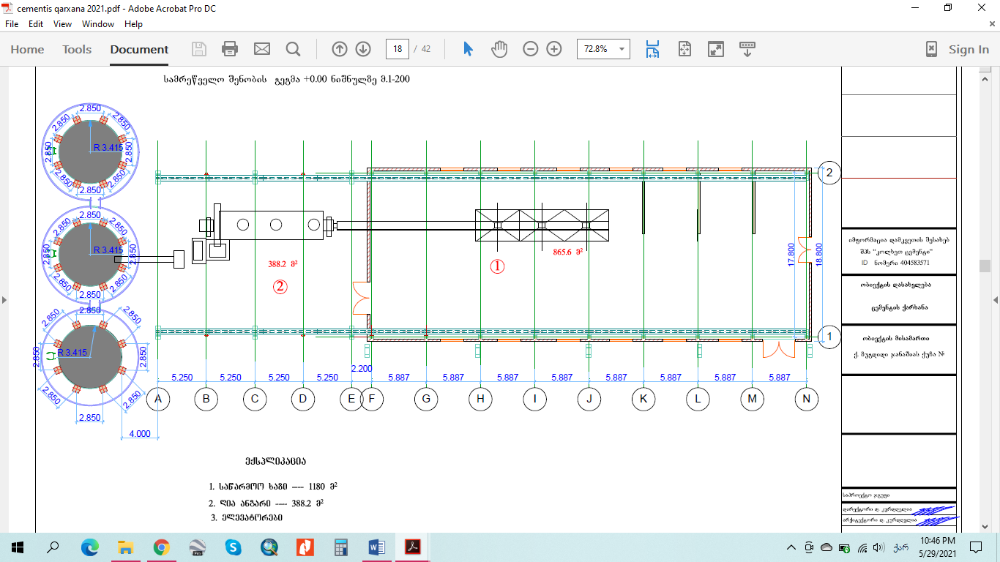 cementis qarxana 2021.pdf - Adobe Acrobat Pro DC
File Edit View Window Help
Home Tools Document 18 / 42 72.8% Sign In
სამრეწველო შენობის გეგმა +0.00 ნიშნულზე მ.1-200
2.850 2.850 2.850 2.850 2.850 2.850 2.850 2.850
R 3.415
2.850 2.850 2.850 2.850 2.850 2.850 2.850
R 3.415
2.850 2.850 2.850 2.850 2.850 2.850 2.850 2.850
R 3.415
4.000
388.2 მ²
2
865.6 მ²
1
17.800
18.800
2
1
2.200
5.250 5.250 5.250 5.250 5.887 5.887 5.887 5.887 5.887 5.887 5.887 5.887
A B C D E F G H I J K L M N
ექსპლიკაცია
1. საწარმოო ხაზი ---- 1180 მ²
2. ღია ანგარი ---- 388.2 მ²
3. ელევატორები
ინფორმაცია დამკვეთის შესახებ
შპს "კოლხეთ ცემენტი"
ID ნომერი 404583571
ობიექტის დასახელება
ცემენტის ქარხანა
ობიექტის მისამართი
ქ. ზუგდიდი ჯანაშიას ქუჩა №
საპროექტო ჯგუფი
დირექტორი დ. კურდღელია
არქიტექტორი დ. კურდღელია
ქარ
10:46 PM
5/29/2021